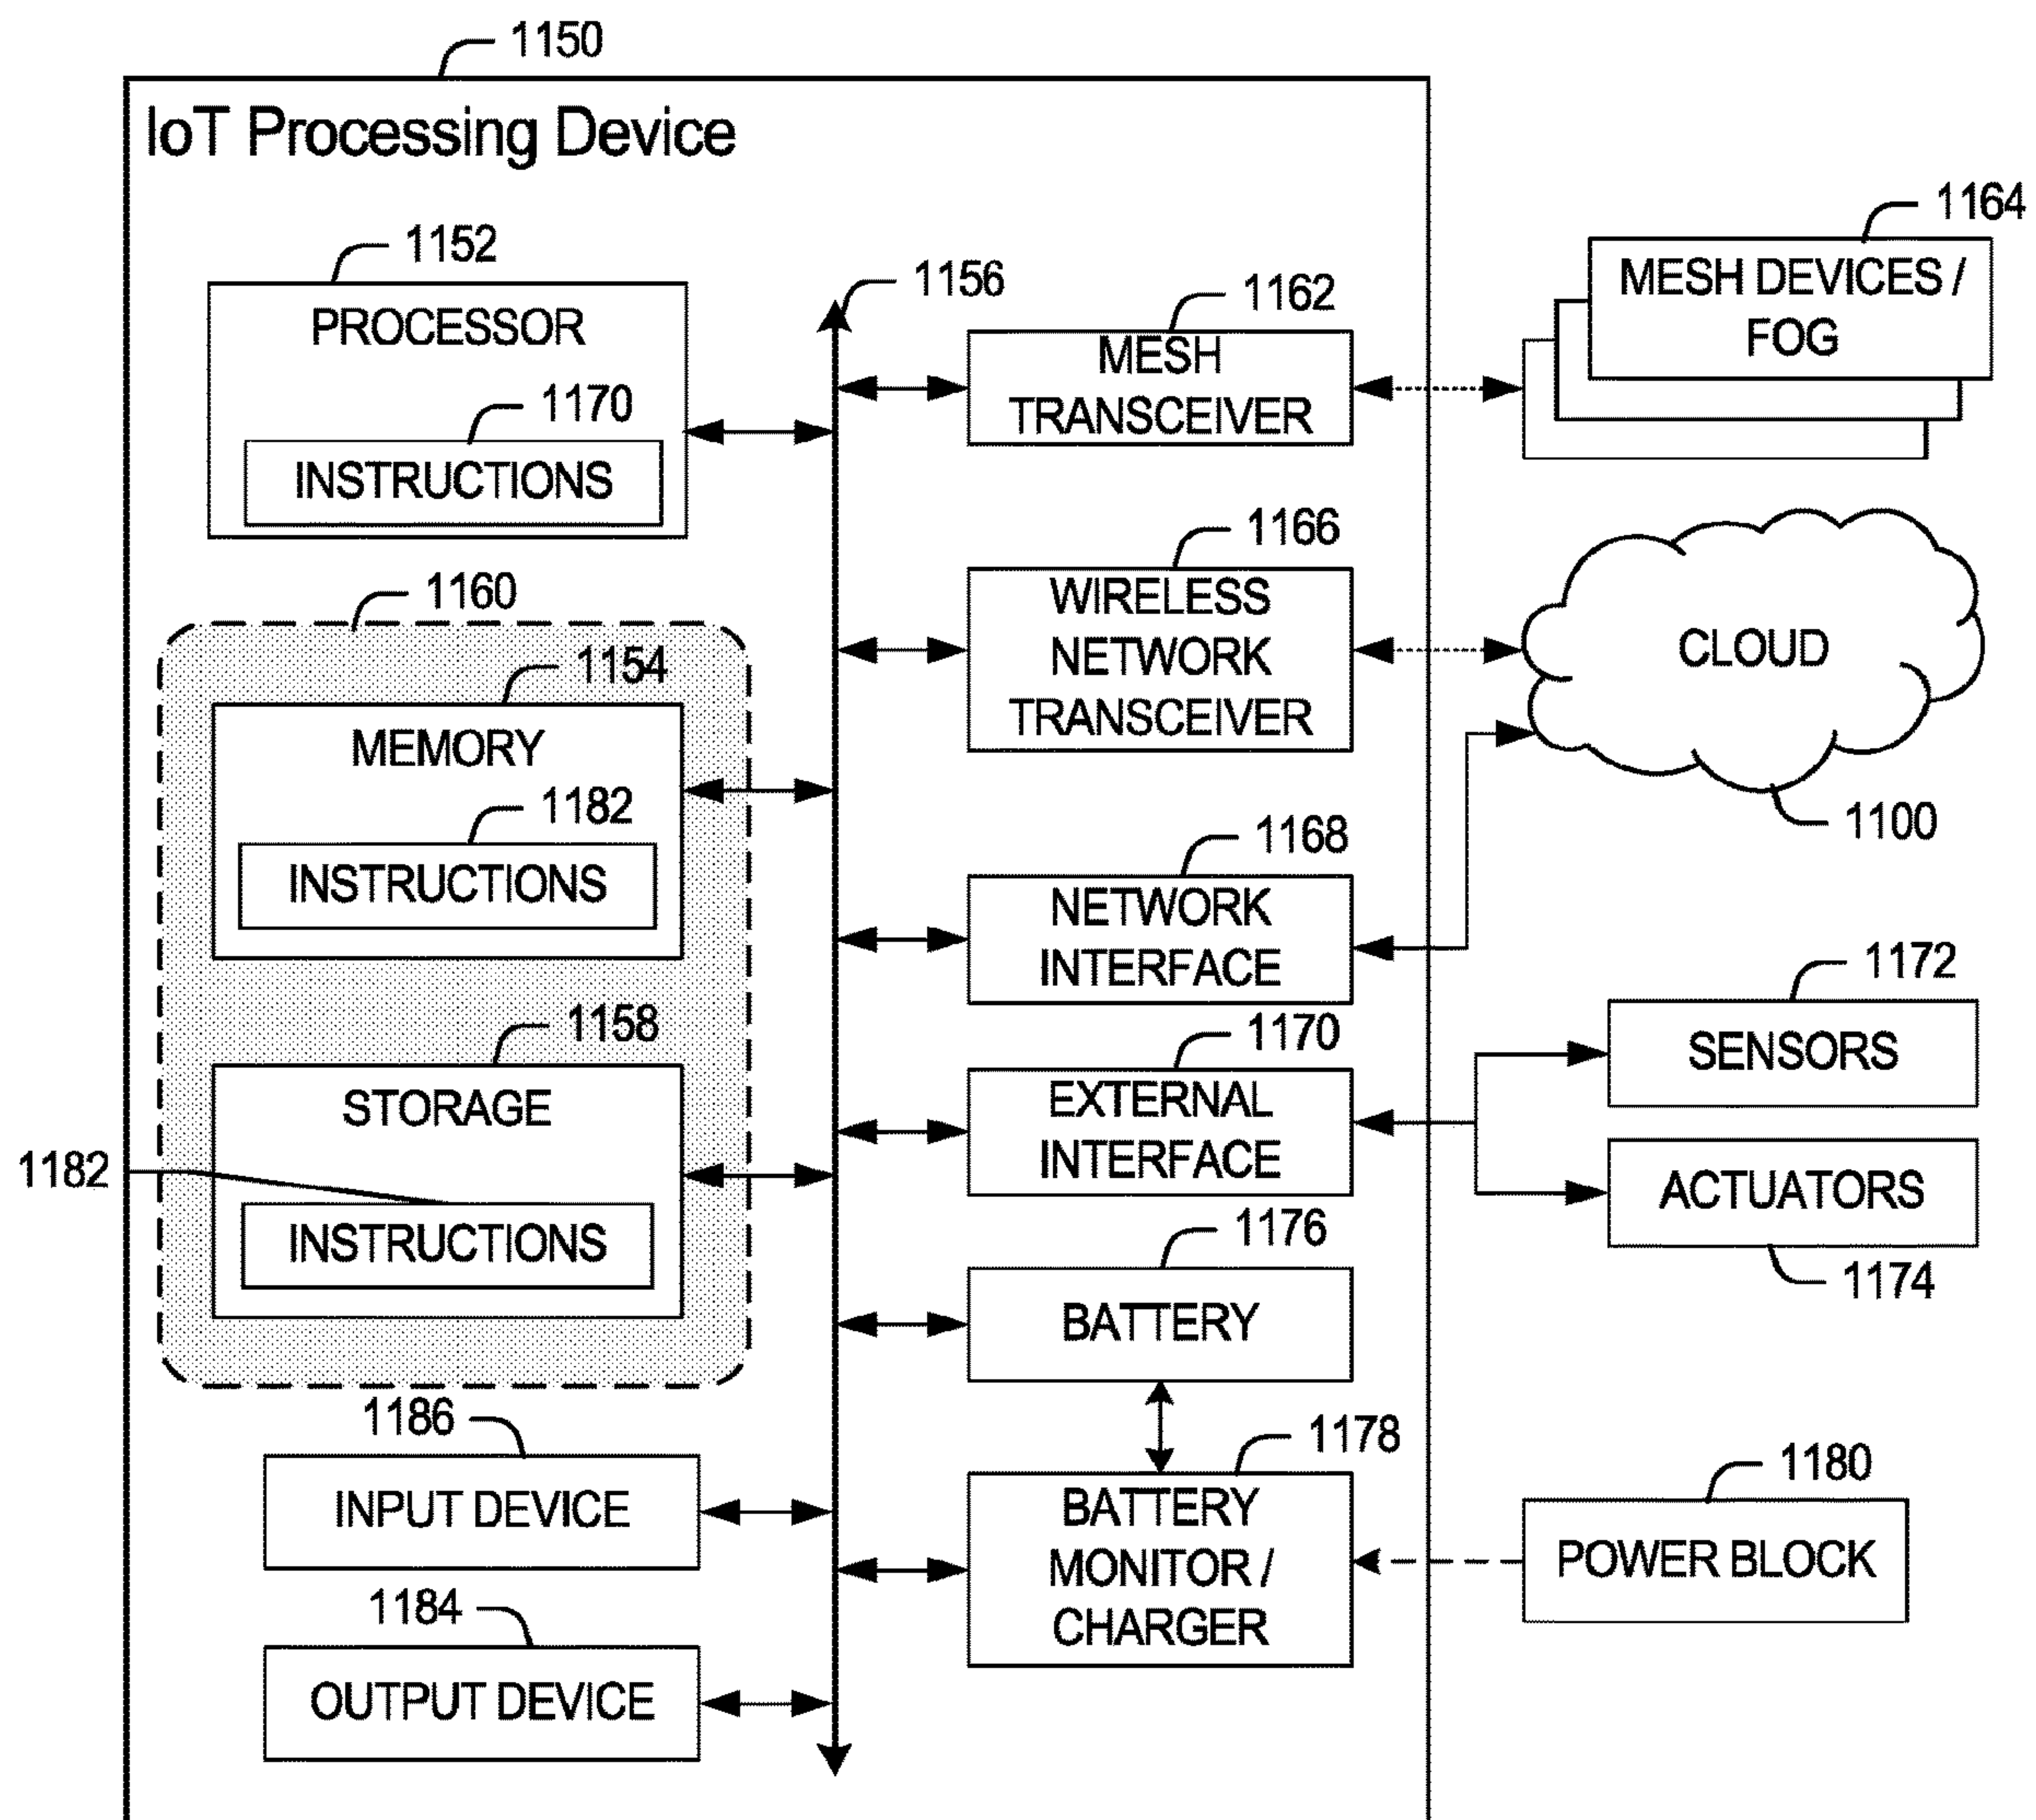 1150
IoT Processing Device
1152
PROCESSOR
1170
INSTRUCTIONS
1160
1154
MEMORY
1182
INSTRUCTIONS
1158
STORAGE
1182
INSTRUCTIONS
1186
INPUT DEVICE
1184
OUTPUT DEVICE
1156
1162
MESH
TRANSCEIVER
1166
WIRELESS
NETWORK
TRANSCEIVER
1168
NETWORK
INTERFACE
1170
EXTERNAL
INTERFACE
1176
BATTERY
1178
BATTERY
MONITOR /
CHARGER
1164
MESH DEVICES /
FOG
CLOUD
1100
1172
SENSORS
ACTUATORS
1174
1180
POWER BLOCK